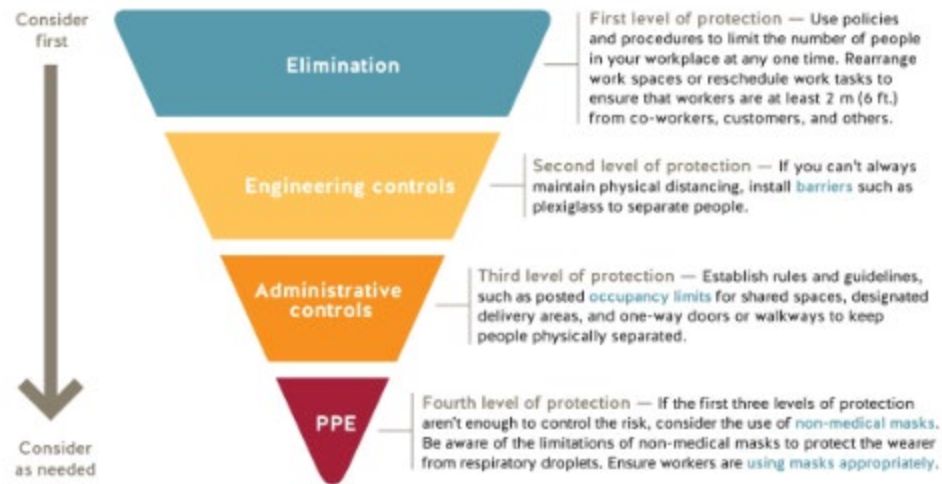 Consider
first
Elimination
First level of protection — Use policies
and procedures to limit the number of people
in your workplace at any one time. Rearrange
work spaces or reschedule work tasks to
ensure that workers are at least 2 m (6 ft.)
from co-workers, customers, and others.
Engineering controls
Second level of protection — If you can't always
maintain physical distancing, install barriers such as
plexiglass to separate people.
Administrative
controls
Third level of protection — Establish rules and guidelines,
such as posted occupancy limits for shared spaces, designated
delivery areas, and one-way doors or walkways to keep
people physically separated.
PPE
Fourth level of protection — If the first three levels of protection
aren't enough to control the risk, consider the use of non-medical masks.
Be aware of the limitations of non-medical masks to protect the wearer
from respiratory droplets. Ensure workers are using masks appropriately.
Consider
as needed